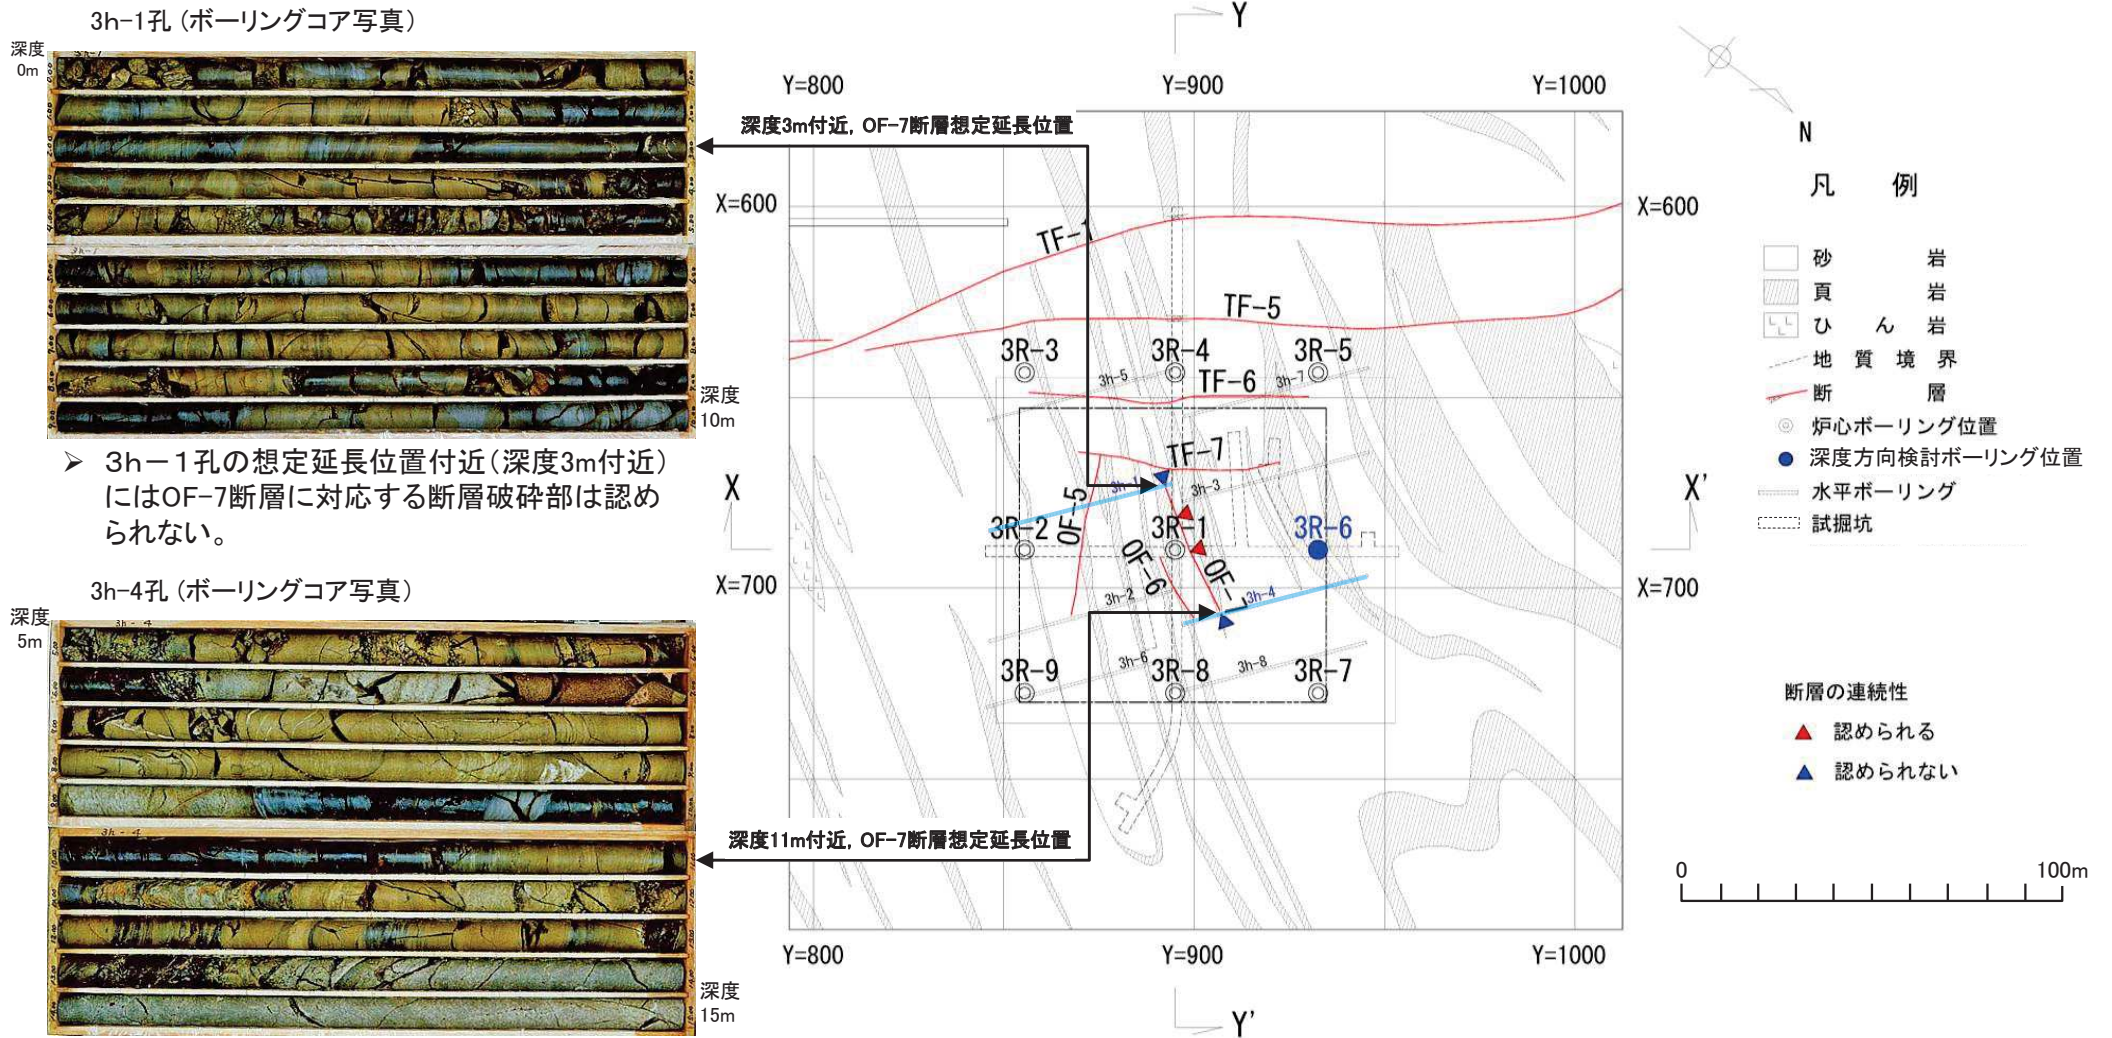 3h-1孔 (ボーリングコア写真)
深度
0m
深度
10m
➢ 3h-1孔の想定延長位置付近(深度3m付近)
にはOF-7断層に対応する断層破砕部は認め
られない。
3h-4孔 (ボーリングコア写真)
深度
5m
深度
15m
深度3m付近, OF-7断層想定延長位置
深度11m付近, OF-7断層想定延長位置
Y
Y=800
Y=900
Y=1000
X=600
X=600
TF-1
TF-5
3R-3
3R-4
3R-5
3h-5
TF-6
3h-7
TF-7
X
X'
3h-3
OF-5
3R-2
3R-1
3R-6
OF-6
OF-7
X=700
X=700
3h-2
3h-4
3h-6
3h-8
3R-9
3R-8
3R-7
Y=800
Y=900
Y=1000
Y'
N
凡 例
砂 岩
頁 岩
ひ ん 岩
地 質 境 界
断 層
炉心ボーリング位置
深度方向検討ボーリング位置
水平ボーリング
試掘坑
断層の連続性
認められる
認められない
0 100m